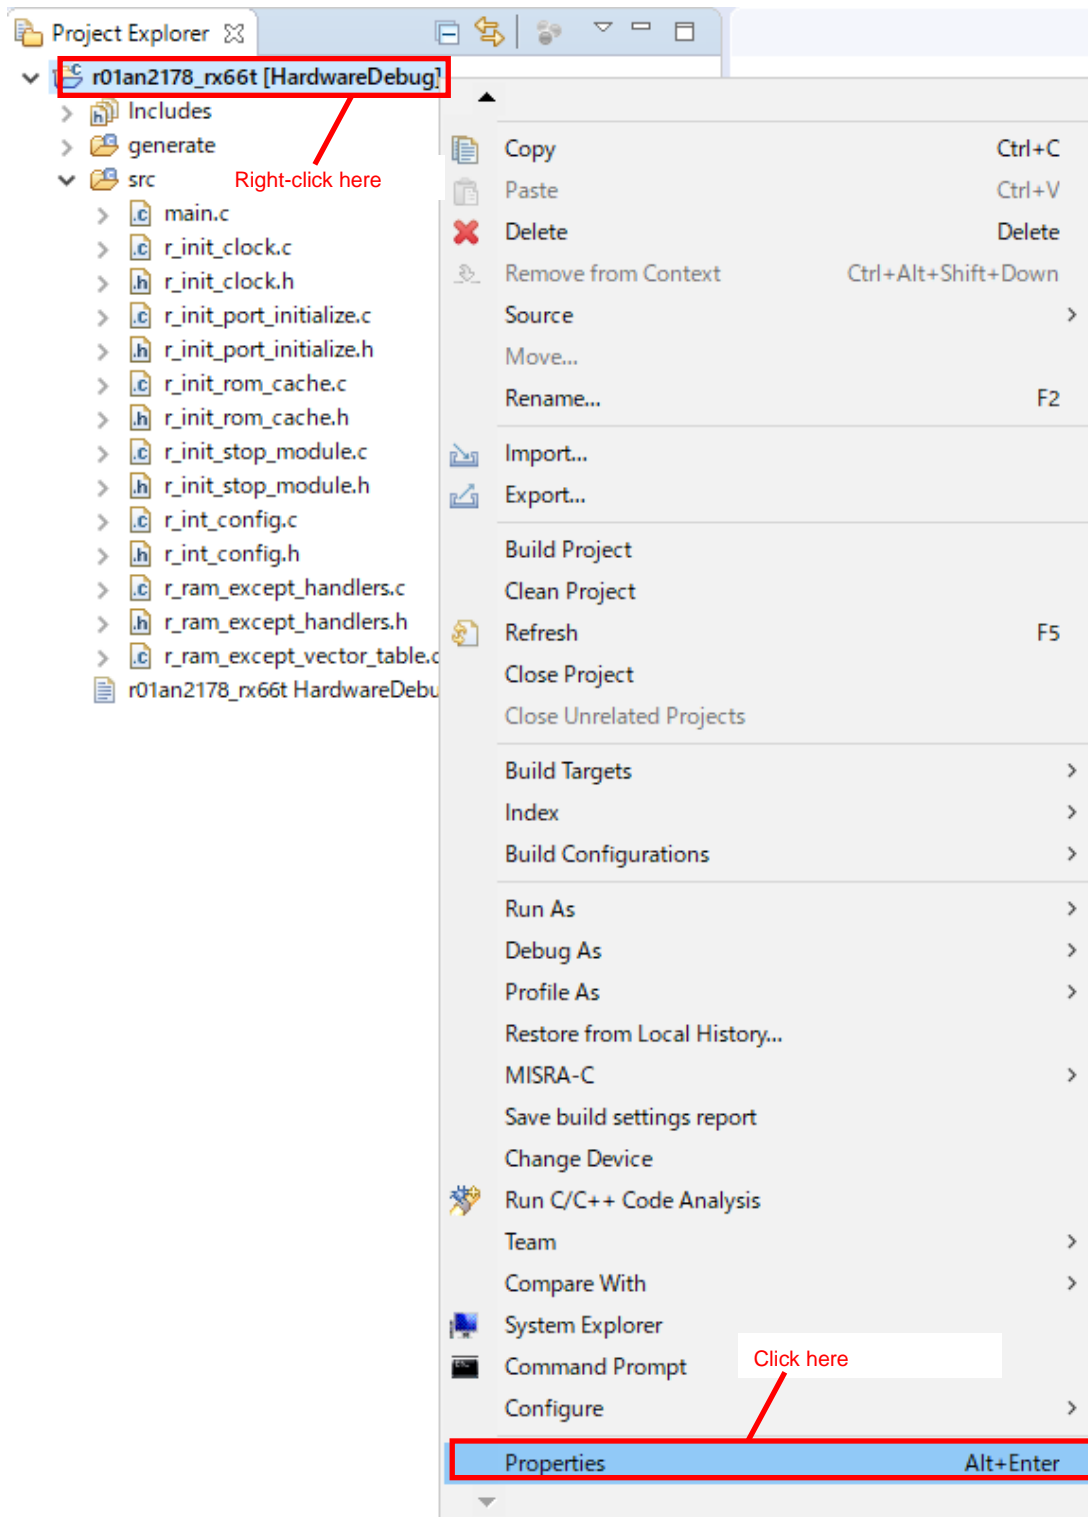 Project Explorer
r01an2178_rx66t [HardwareDebug]
Includes
generate
src
Right-click here
main.c
r_init_clock.c
r_init_clock.h
r_init_port_initialize.c
r_init_port_initialize.h
r_init_rom_cache.c
r_init_rom_cache.h
r_init_stop_module.c
r_init_stop_module.h
r_int_config.c
r_int_config.h
r_ram_except_handlers.c
r_ram_except_handlers.h
r_ram_except_vector_table.c
r01an2178_rx66t HardwareDebu
Copy Ctrl+C
Paste Ctrl+V
Delete Delete
Remove from Context Ctrl+Alt+Shift+Down
Source
Move...
Rename... F2
Import...
Export...
Build Project
Clean Project
Refresh F5
Close Project
Close Unrelated Projects
Build Targets
Index
Build Configurations
Run As
Debug As
Profile As
Restore from Local History...
MISRA-C
Save build settings report
Change Device
Run C/C++ Code Analysis
Team
Compare With
System Explorer
Click here
Command Prompt
Configure
Properties Alt+Enter